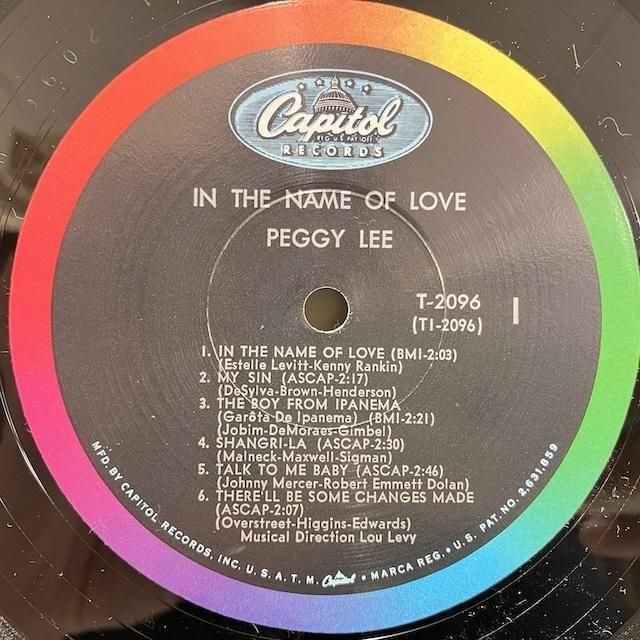 Capitol
REG. U.S. PAT. OFF.
RECORDS
IN THE NAME OF LOVE
PEGGY LEE
T-2096
(T1-2096)
1
1. IN THE NAME OF LOVE (BMI-2:03)
(Estelle Levitt-Kenny Rankin)
2. MY SIN (ASCAP-2:17)
(DeSylva-Brown-Henderson)
3. THE BOY FROM IPANEMA
(Garôta De Ipanema) (BMI-2:21)
(Jobim-DeMoraes-Gimbel)
4. SHANGRI-LA (ASCAP-2:30)
(Malneck-Maxwell-Sigman)
5. TALK TO ME BABY (ASCAP-2:46)
(Johnny Mercer-Robert Emmett Dolan)
6. THERE'LL BE SOME CHANGES MADE
(ASCAP-2:07)
(Overstreet-Higgins-Edwards)
Musical Direction Lou Levy
MFD. BY CAPITOL RECORDS, INC. U. S. A. T. M. Capitol • MARCA REG. • U. S. PAT. NO. 2,631,859